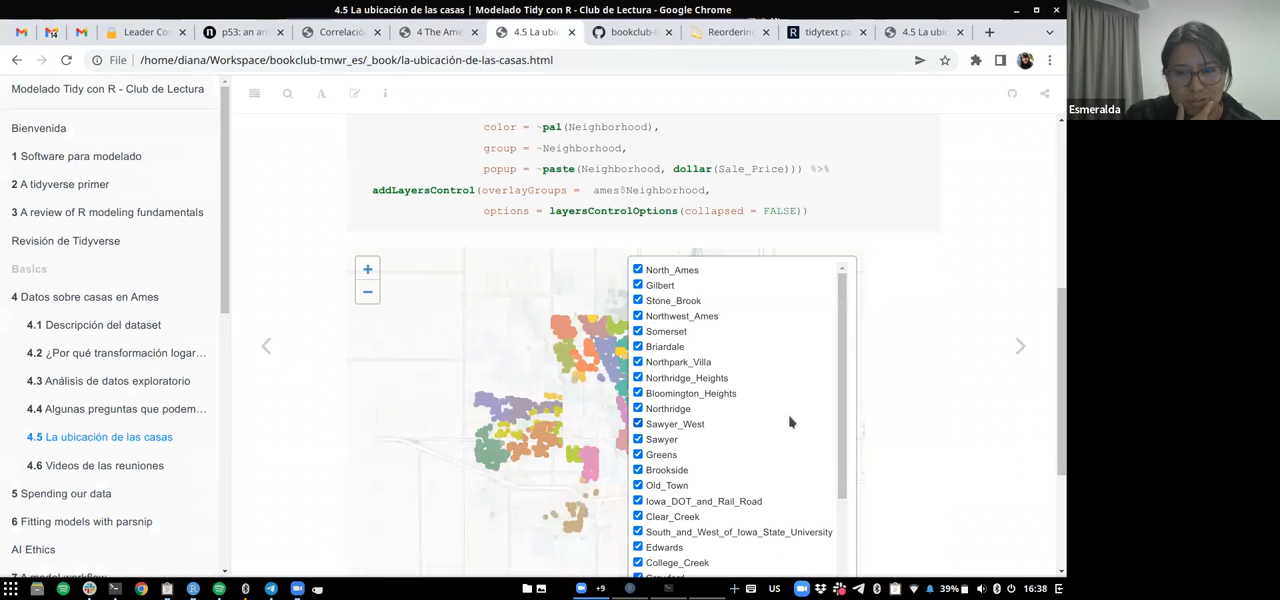 4.5 La ubicación de las casas | Modelado Tidy con R - Club de Lectura - Google Chrome
Leader Co
p53: an an
Correlació
4 The Ame
4.5 La ubic
bookclub-
Reordering
tidytext pa
4.5 La ubic
File
/home/diana/Workspace/bookclub-tmwr_es/_book/la-ubicación-de-las-casas.html
Esmeralda
Modelado Tidy con R - Club de Lectura
Bienvenida
1 Software para modelado
2 A tidyverse primer
3 A review of R modeling fundamentals
Revisión de Tidyverse
Basics
4 Datos sobre casas en Ames
4.1 Descripción del dataset
4.2 ¿Por qué transformación logar…
4.3 Análisis de datos exploratorio
4.4 Algunas preguntas que podem…
4.5 La ubicación de las casas
4.6 Videos de las reuniones
5 Spending our data
6 Fitting models with parsnip
AI Ethics
7 A model workflow
color = ~pal(Neighborhood),
group = ~Neighborhood,
popup = ~paste(Neighborhood, dollar(Sale_Price))) %>%
addLayersControl(overlayGroups = ames$Neighborhood,
options = layersControlOptions(collapsed = FALSE))
+
−
North_Ames
Gilbert
Stone_Brook
Northwest_Ames
Somerset
Briardale
Northpark_Villa
Northridge_Heights
Bloomington_Heights
Northridge
Sawyer_West
Sawyer
Greens
Brookside
Old_Town
Iowa_DOT_and_Rail_Road
Clear_Creek
South_and_West_of_Iowa_State_University
Edwards
College_Creek
Crawford
+9
US
39%
16:38